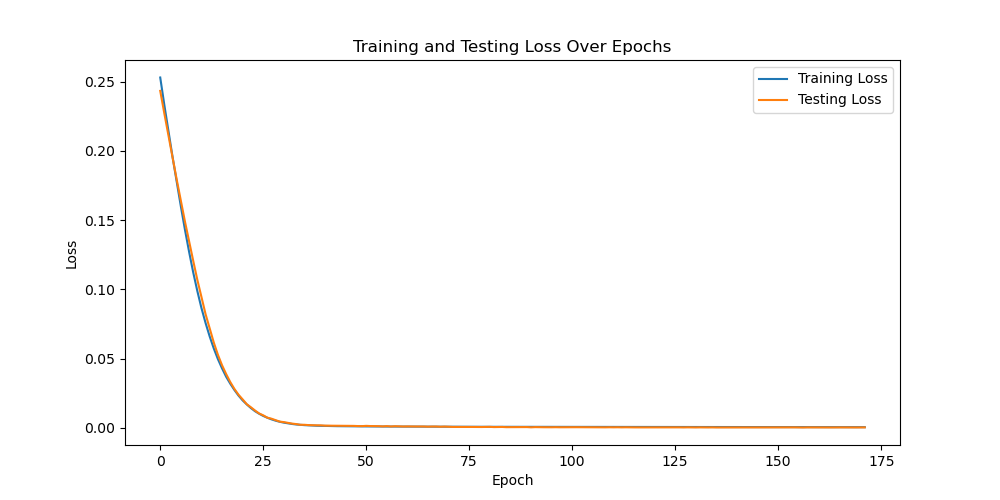 Training and Testing Loss Over Epochs
Training Loss
Testing Loss
0.25
0.20
0.15
0.10
0.05
0.00
Loss
0 25 50 75 100 125 150 175
Epoch